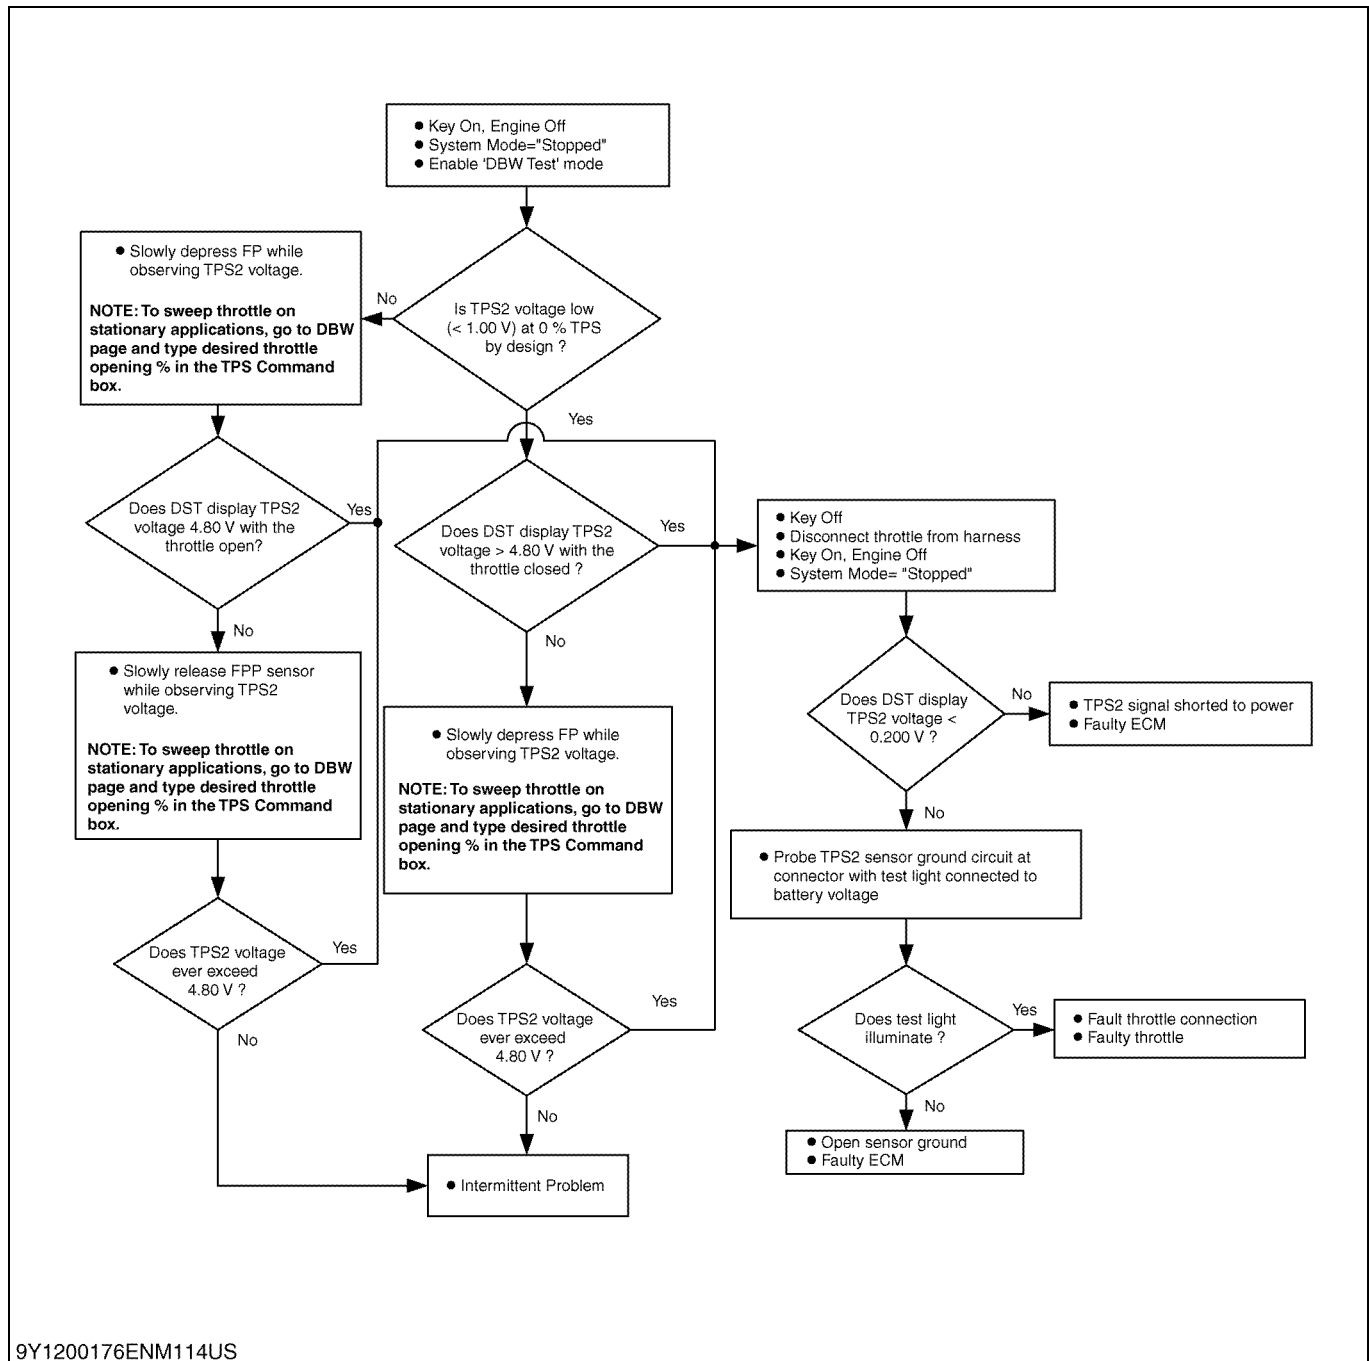 ● Key On, Engine Off
● System Mode="Stopped"
● Enable 'DBW Test' mode
● Slowly depress FP while
observing TPS2 voltage.
NOTE: To sweep throttle on
stationary applications, go to DBW
page and type desired throttle
opening % in the TPS Command
box.
No
Is TPS2 voltage low
(< 1.00 V) at 0 % TPS
by design ?
Yes
Does DST display TPS2
voltage 4.80 V with the
throttle open?
Yes
No
Does DST display TPS2
voltage > 4.80 V with the
throttle closed ?
Yes
No
● Key Off
● Disconnect throttle from harness
● Key On, Engine Off
● System Mode= "Stopped"
● Slowly release FPP sensor
while observing TPS2
voltage.
NOTE: To sweep throttle on
stationary applications, go to DBW
page and type desired throttle
opening % in the TPS Command
box.
● Slowly depress FP while
observing TPS2 voltage.
NOTE: To sweep throttle on
stationary applications, go to DBW
page and type desired throttle
opening % in the TPS Command
box.
Does DST display
TPS2 voltage <
0.200 V ?
No
● TPS2 signal shorted to power
● Faulty ECM
No
● Probe TPS2 sensor ground circuit at
connector with test light connected to
battery voltage
Does TPS2 voltage
ever exceed
4.80 V ?
Yes
No
Does TPS2 voltage
ever exceed
4.80 V ?
Yes
No
Does test light
illuminate ?
Yes
● Fault throttle connection
● Faulty throttle
No
● Open sensor ground
● Faulty ECM
● Intermittent Problem
9Y1200176ENM114US